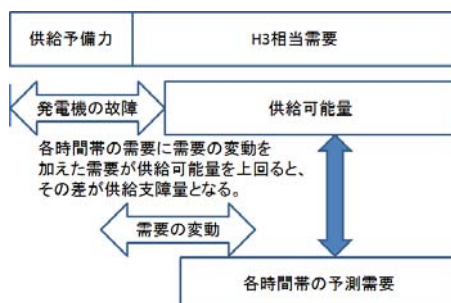 供給予備力
H3相当需要
発電機の故障
供給可能量
各時間帯の需要に需要の変動を
加えた需要が供給可能量を上回ると、
その差が供給支障量となる。
需要の変動
各時間帯の予測需要